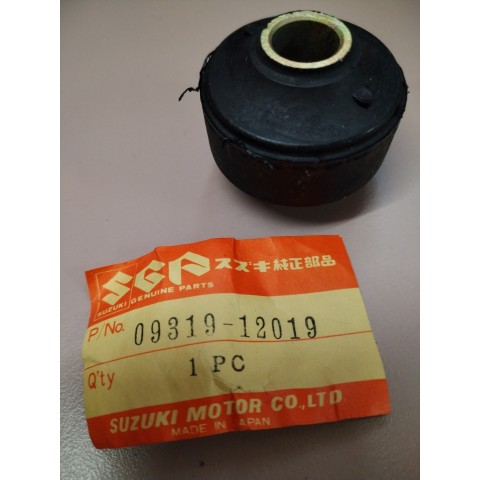 SGP スズキ純正部品
SUZUKI GENUINE PARTS
P/No. 09319-12019
Q'ty 1 PC
SUZUKI MOTOR CO.,LTD
MADE IN JAPAN